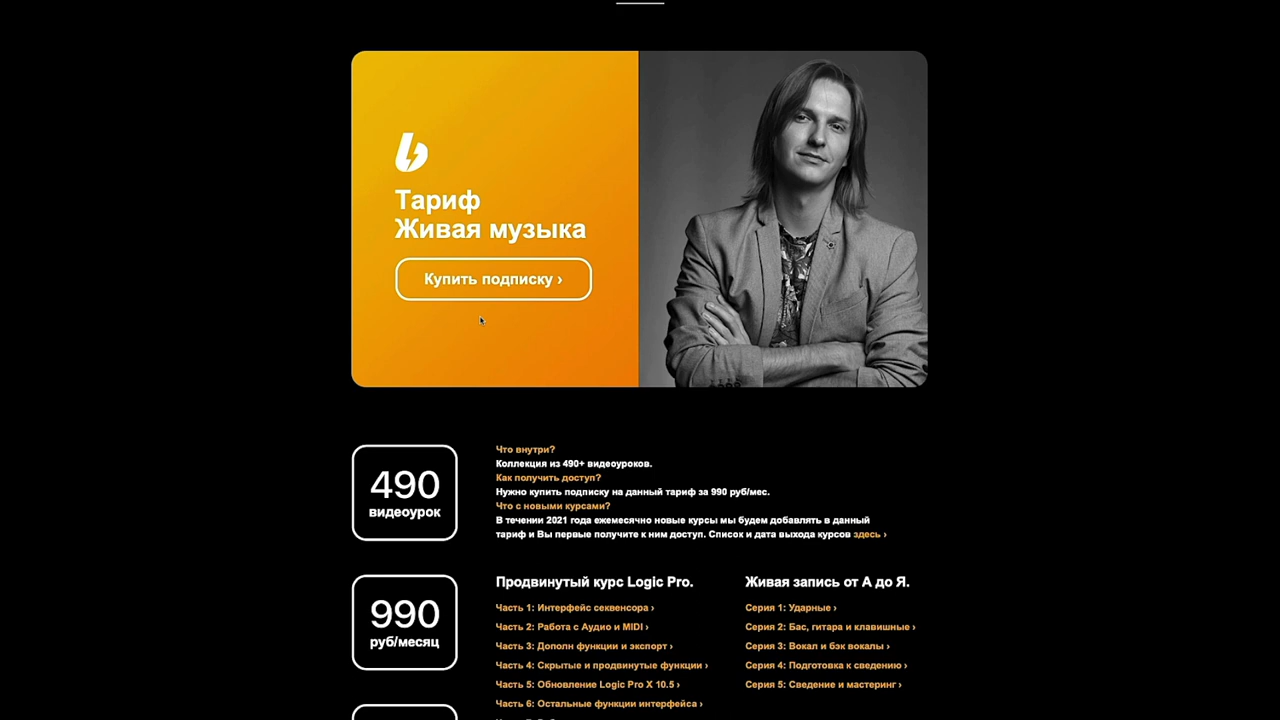 Тариф
Живая музыка
Купить подписку ›
490
видеоурок
Что внутри?
Коллекция из 490+ видеоуроков.
Как получить доступ?
Нужно купить подписку на данный тариф за 990 руб/мес.
Что с новыми курсами?
В течении 2021 года ежемесячно новые курсы мы будем добавлять в данный
тариф и Вы первые получите к ним доступ. Список и дата выхода курсов здесь ›
990
руб/месяц
Продвинутый курс Logic Pro.
Часть 1: Интерфейс секвенсора ›
Часть 2: Работа с Аудио и MIDI ›
Часть 3: Дополн функции и экспорт ›
Часть 4: Скрытые и продвинутые функции ›
Часть 5: Обновление Logic Pro X 10.5 ›
Часть 6: Остальные функции интерфейса ›
Живая запись от А до Я.
Серия 1: Ударные ›
Серия 2: Бас, гитара и клавишные ›
Серия 3: Вокал и бэк вокалы ›
Серия 4: Подготовка к сведению ›
Серия 5: Сведение и мастеринг ›